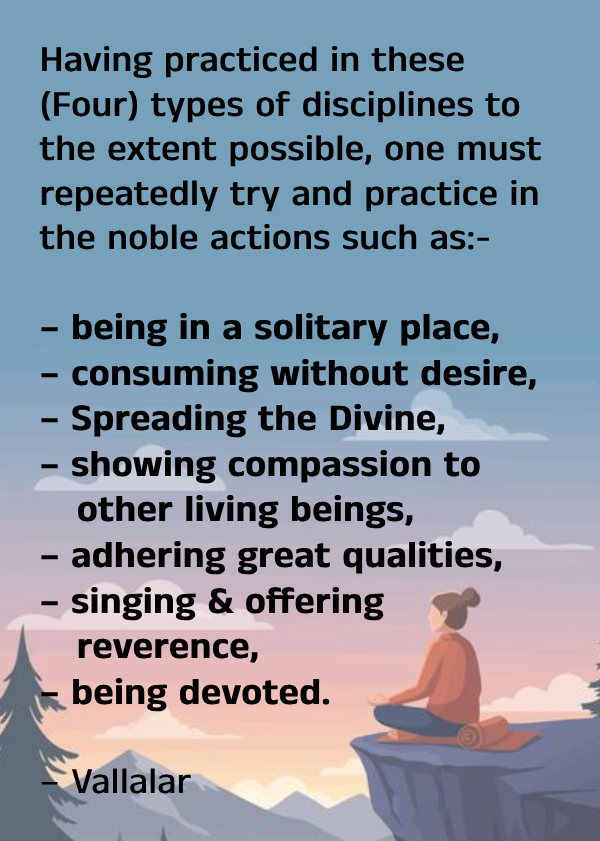 Having practiced in these
(Four) types of disciplines to
the extent possible, one must
repeatedly try and practice in
the noble actions such as:-
– being in a solitary place,
– consuming without desire,
– Spreading the Divine,
– showing compassion to
other living beings,
– adhering great qualities,
– singing & offering
reverence,
– being devoted.
– Vallalar